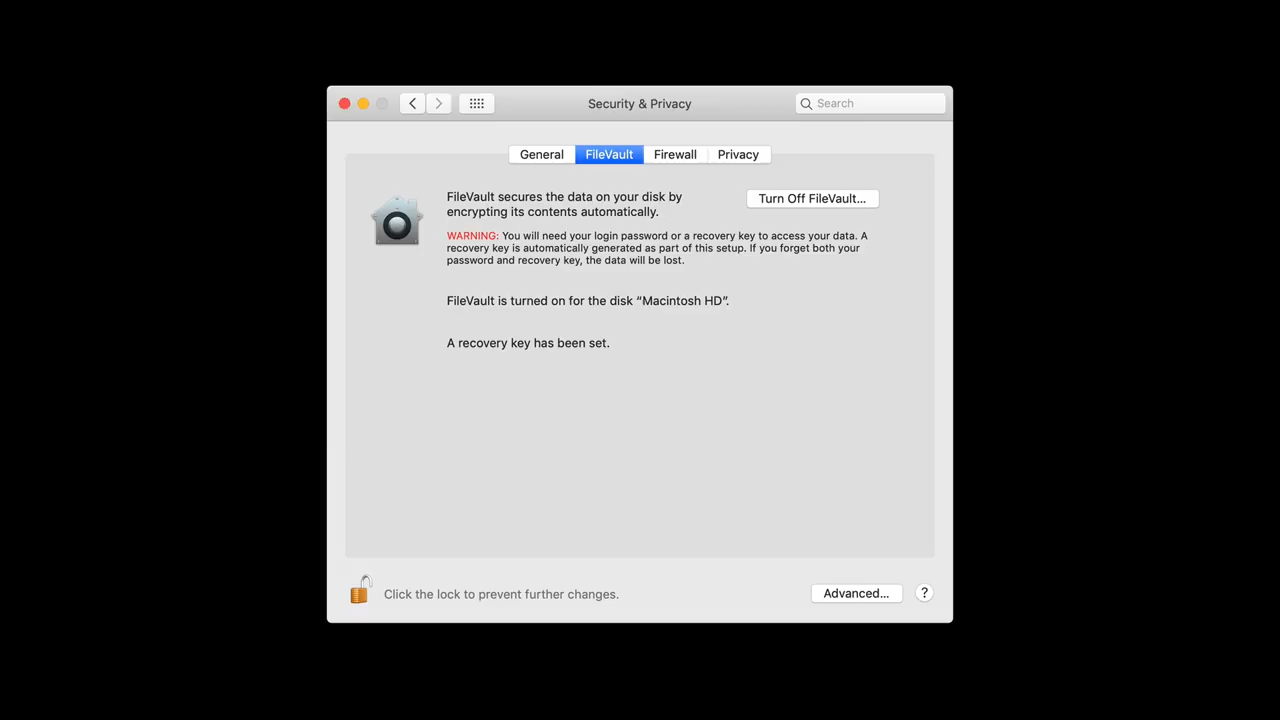 Security & Privacy
Search
General
FileVault
Firewall
Privacy
FileVault secures the data on your disk by
encrypting its contents automatically.
Turn Off FileVault...
WARNING: You will need your login password or a recovery key to access your data. A
recovery key is automatically generated as part of this setup. If you forget both your
password and recovery key, the data will be lost.
FileVault is turned on for the disk “Macintosh HD”.
A recovery key has been set.
Click the lock to prevent further changes.
Advanced...
?